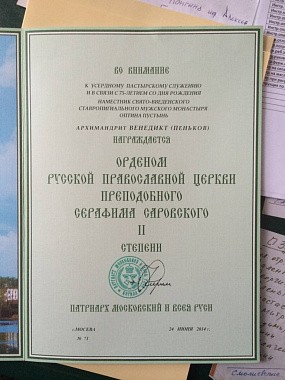 во внимание
к усердному пастырскому служению
и в связи с 75-летием со дня рождения
наместник Свято-Введенского
ставропигиального мужского монастыря
Оптина пустынь
архимандрит Венедикт (Пеньков)
награждается
орденом
Русской Православной Церкви
преподобного
Серафима Саровского
II
степени
Патриарх Московский и всея Руси
г.Москва 24 июня 2014 г.
№ 71